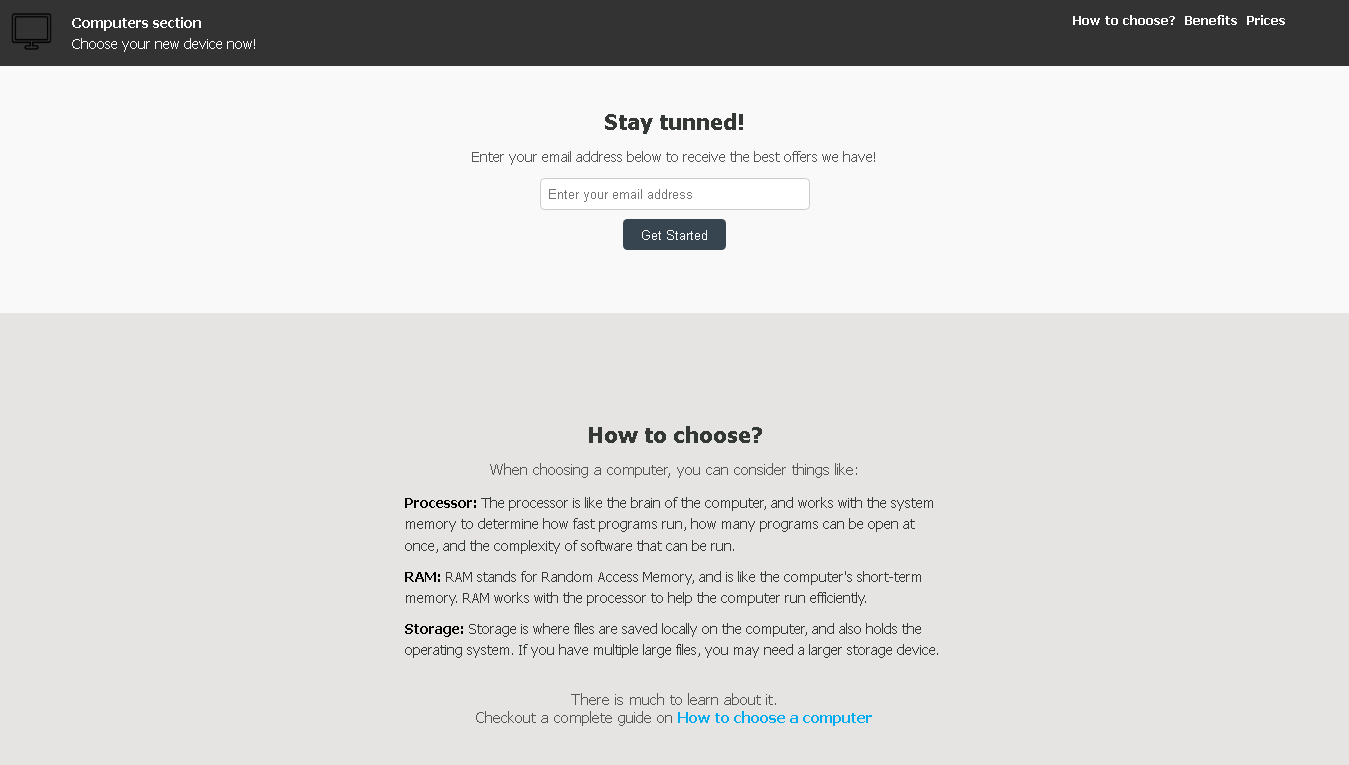 Computers section
Choose your new device now!
How to choose? Benefits Prices
Stay tunned!
Enter your email address below to receive the best offers we have!
Enter your email address
Get Started
How to choose?
When choosing a computer, you can consider things like:
Processor: The processor is like the brain of the computer, and works with the system
memory to determine how fast programs run, how many programs can be open at
once, and the complexity of software that can be run.
RAM: RAM stands for Random Access Memory, and is like the computer's short-term
memory. RAM works with the processor to help the computer run efficiently.
Storage: Storage is where files are saved locally on the computer, and also holds the
operating system. If you have multiple large files, you may need a larger storage device.
There is much to learn about it.
Checkout a complete guide on How to choose a computer